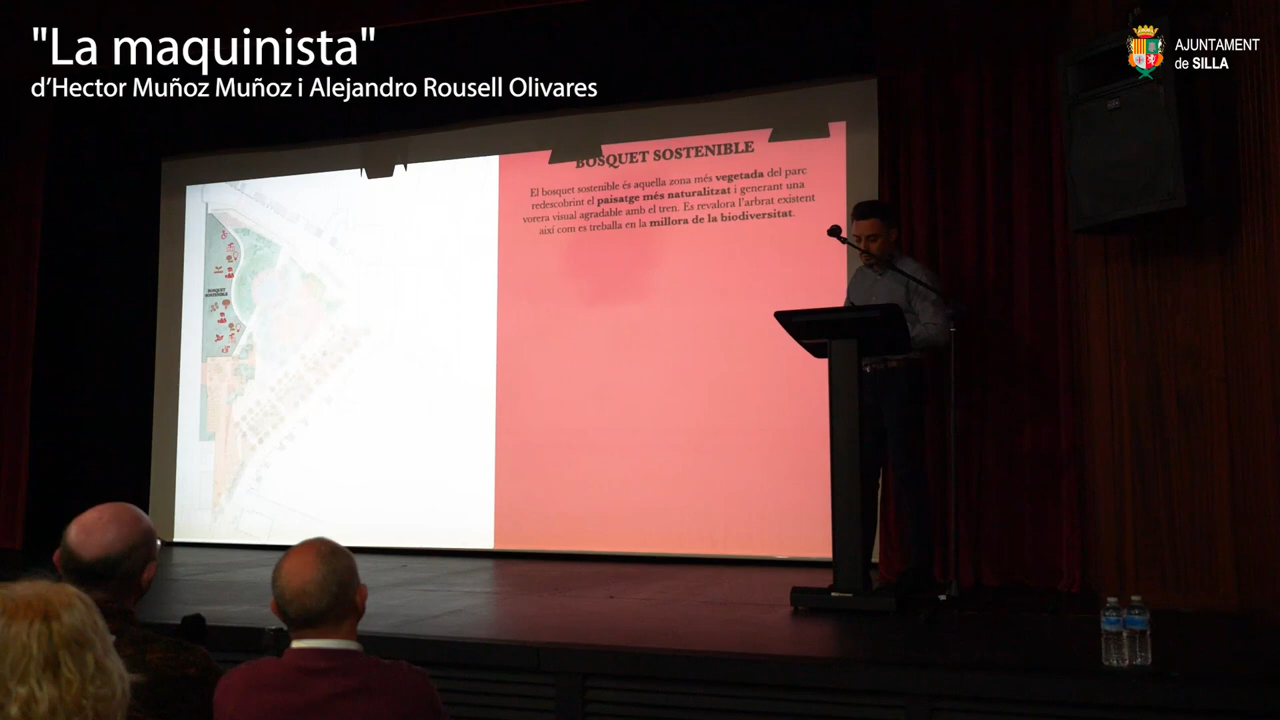 "La maquinista"
d'Hector Muñoz Muñoz i Alejandro Rousell Olivares
AJUNTAMENT
de SILLA
BOSQUET SOSTENIBLE
El bosquet sostenible és aquella zona més vegetada del parc
redescobrint el paisatge més naturalitzat i generant una
vorera visual agradable amb el tren. Es revalora l'arbrat existent
així com es treballa en la millora de la biodiversitat.
BOSQUET
SOSTENIBLE